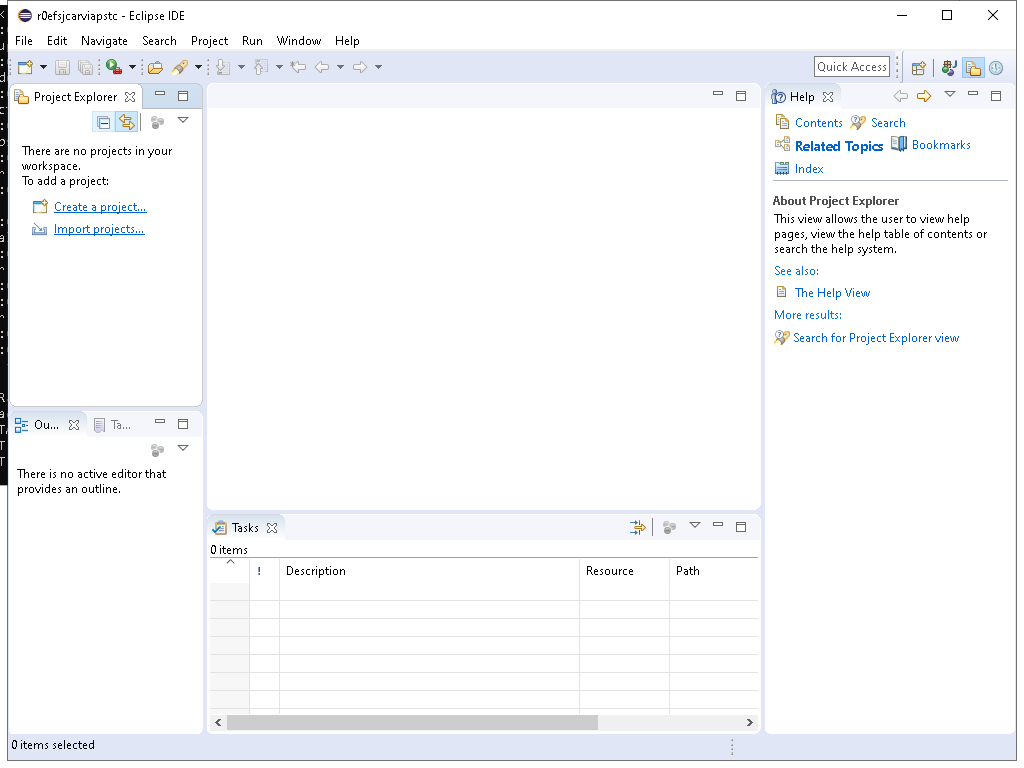 r0efsjcarviapstc - Eclipse IDE
File Edit Navigate Search Project Run Window Help
Quick Access
Project Explorer
There are no projects in your
workspace.
To add a project:
Create a project...
Import projects...
Ou...
Ta...
There is no active editor that
provides an outline.
Tasks
0 items
! Description Resource Path
Help
Contents Search
Related Topics Bookmarks
Index
About Project Explorer
This view allows the user to view help
pages, view the help table of contents or
search the help system.
See also:
The Help View
More results:
Search for Project Explorer view
0 items selected